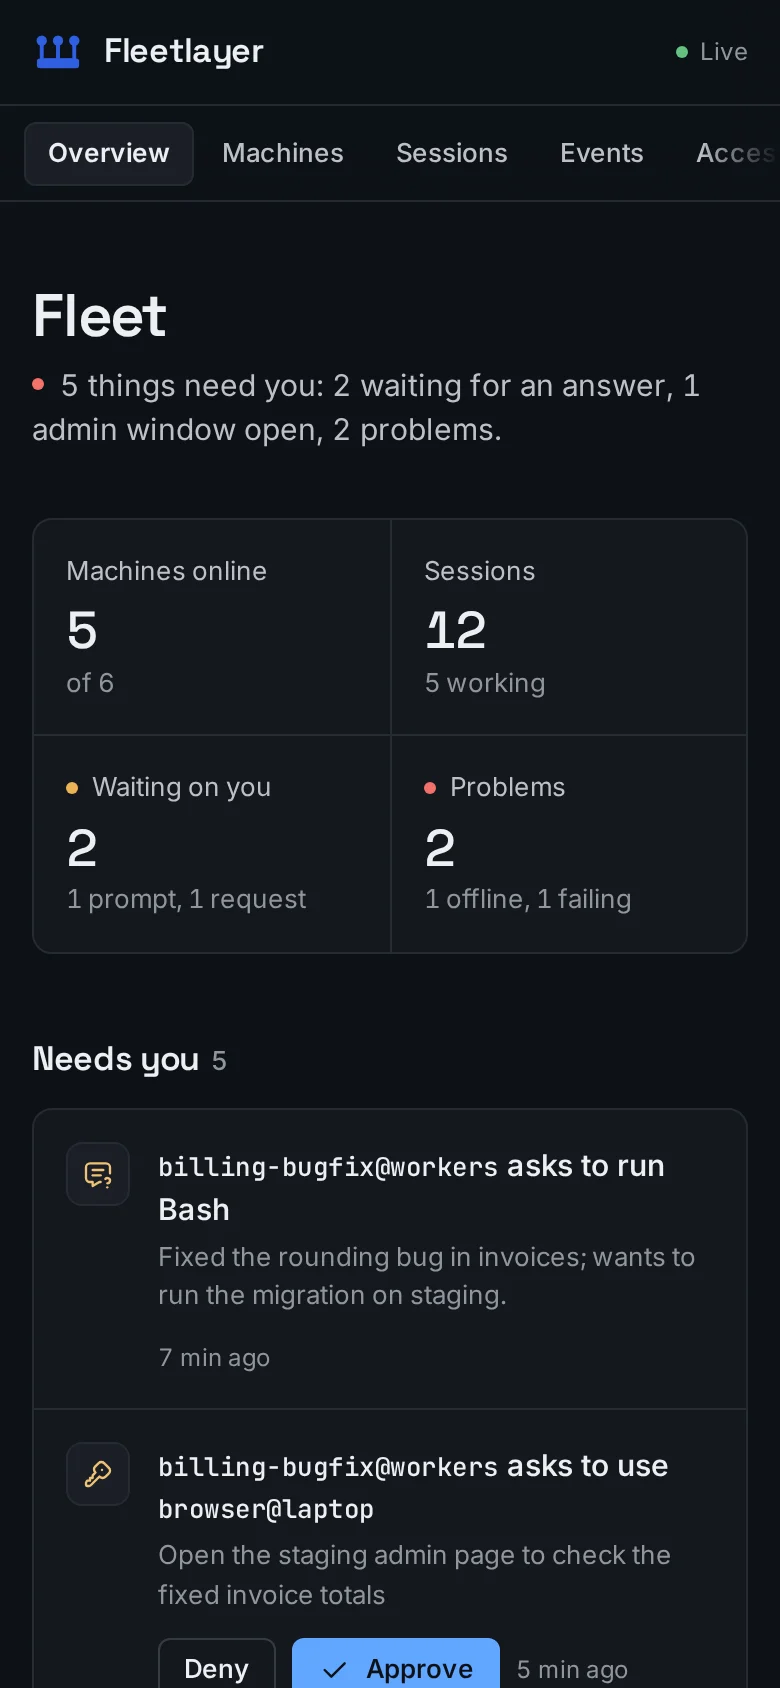 Fleetlayer
Live
Overview Machines Sessions Events Acces
Fleet
5 things need you: 2 waiting for an answer, 1
admin window open, 2 problems.
Machines online
5
of 6
Sessions
12
5 working
Waiting on you
2
1 prompt, 1 request
Problems
2
1 offline, 1 failing
Needs you 5
billing-bugfix@workers asks to run
Bash
Fixed the rounding bug in invoices; wants to
run the migration on staging.
7 min ago
billing-bugfix@workers asks to use
browser@laptop
Open the staging admin page to check the
fixed invoice totals
Deny Approve 5 min ago